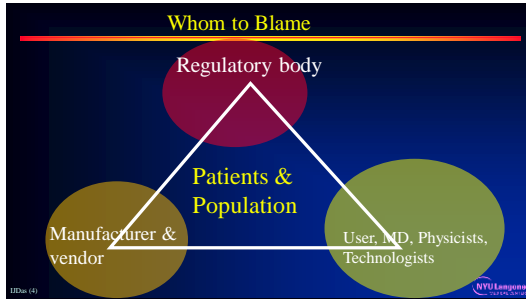 Whom to Blame
Regulatory body
Patients &
Population
Manufacturer &
vendor
User, MD, Physicists,
Technologists
IJDas (4)
NYU Langone